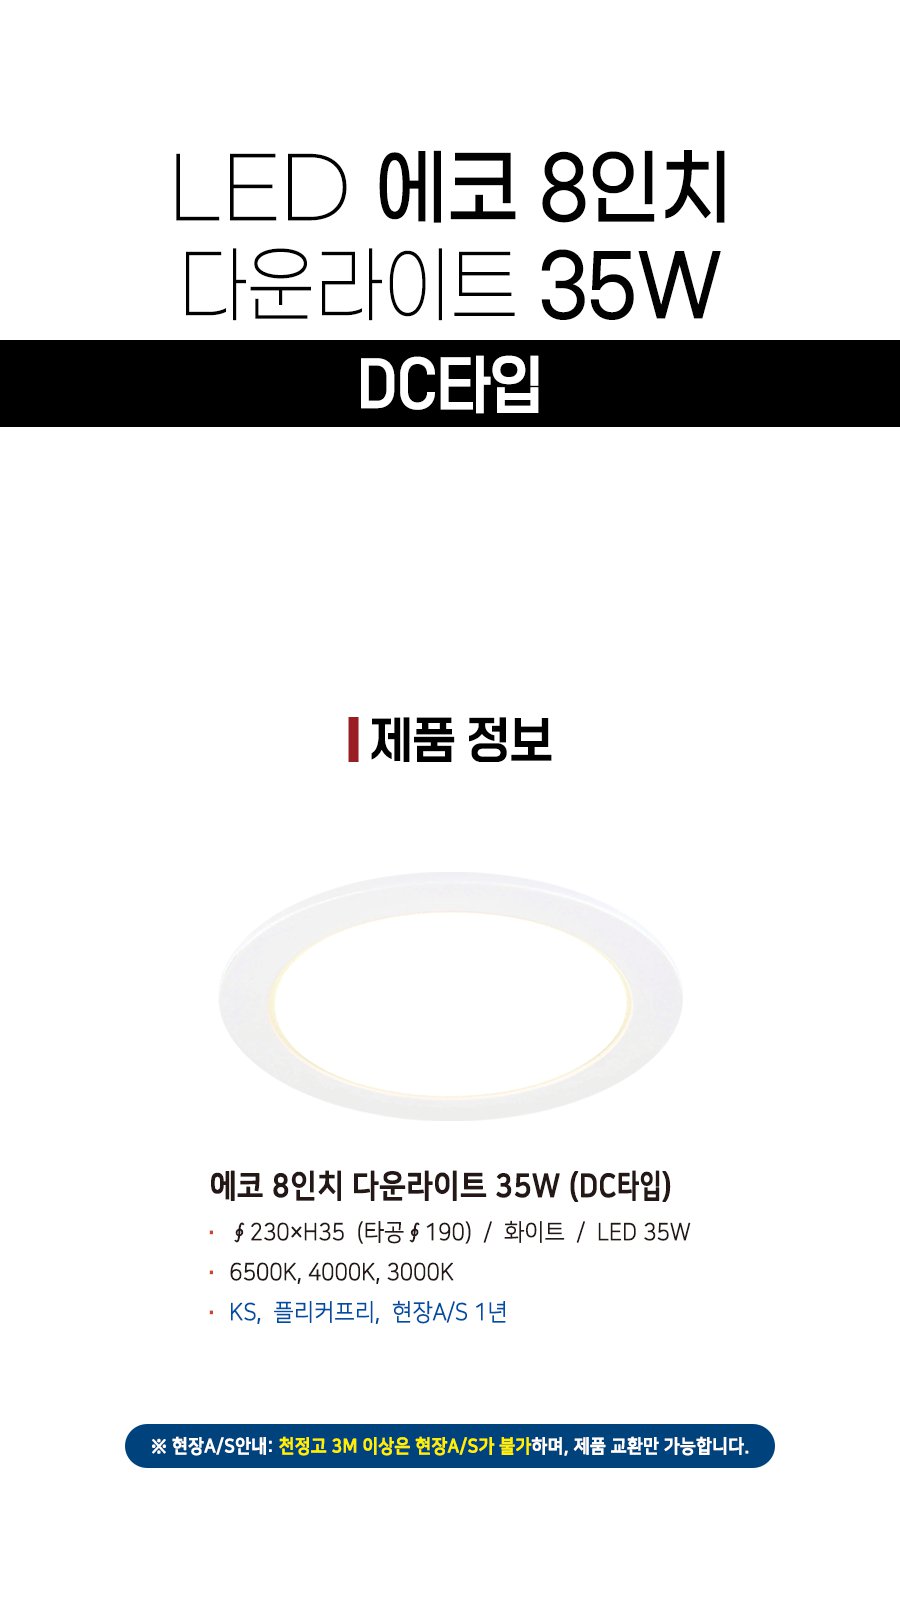 LED 에코 8인치
다운라이트 35W
DC타입
제품 정보
에코 8인치 다운라이트 35W (DC타입)
· ∮230×H35 (타공∮190) / 화이트 / LED 35W
· 6500K, 4000K, 3000K
· KS, 플리커프리, 현장A/S 1년
※ 현장A/S안내: 천정고 3M 이상은 현장A/S가 불가하며, 제품 교환만 가능합니다.